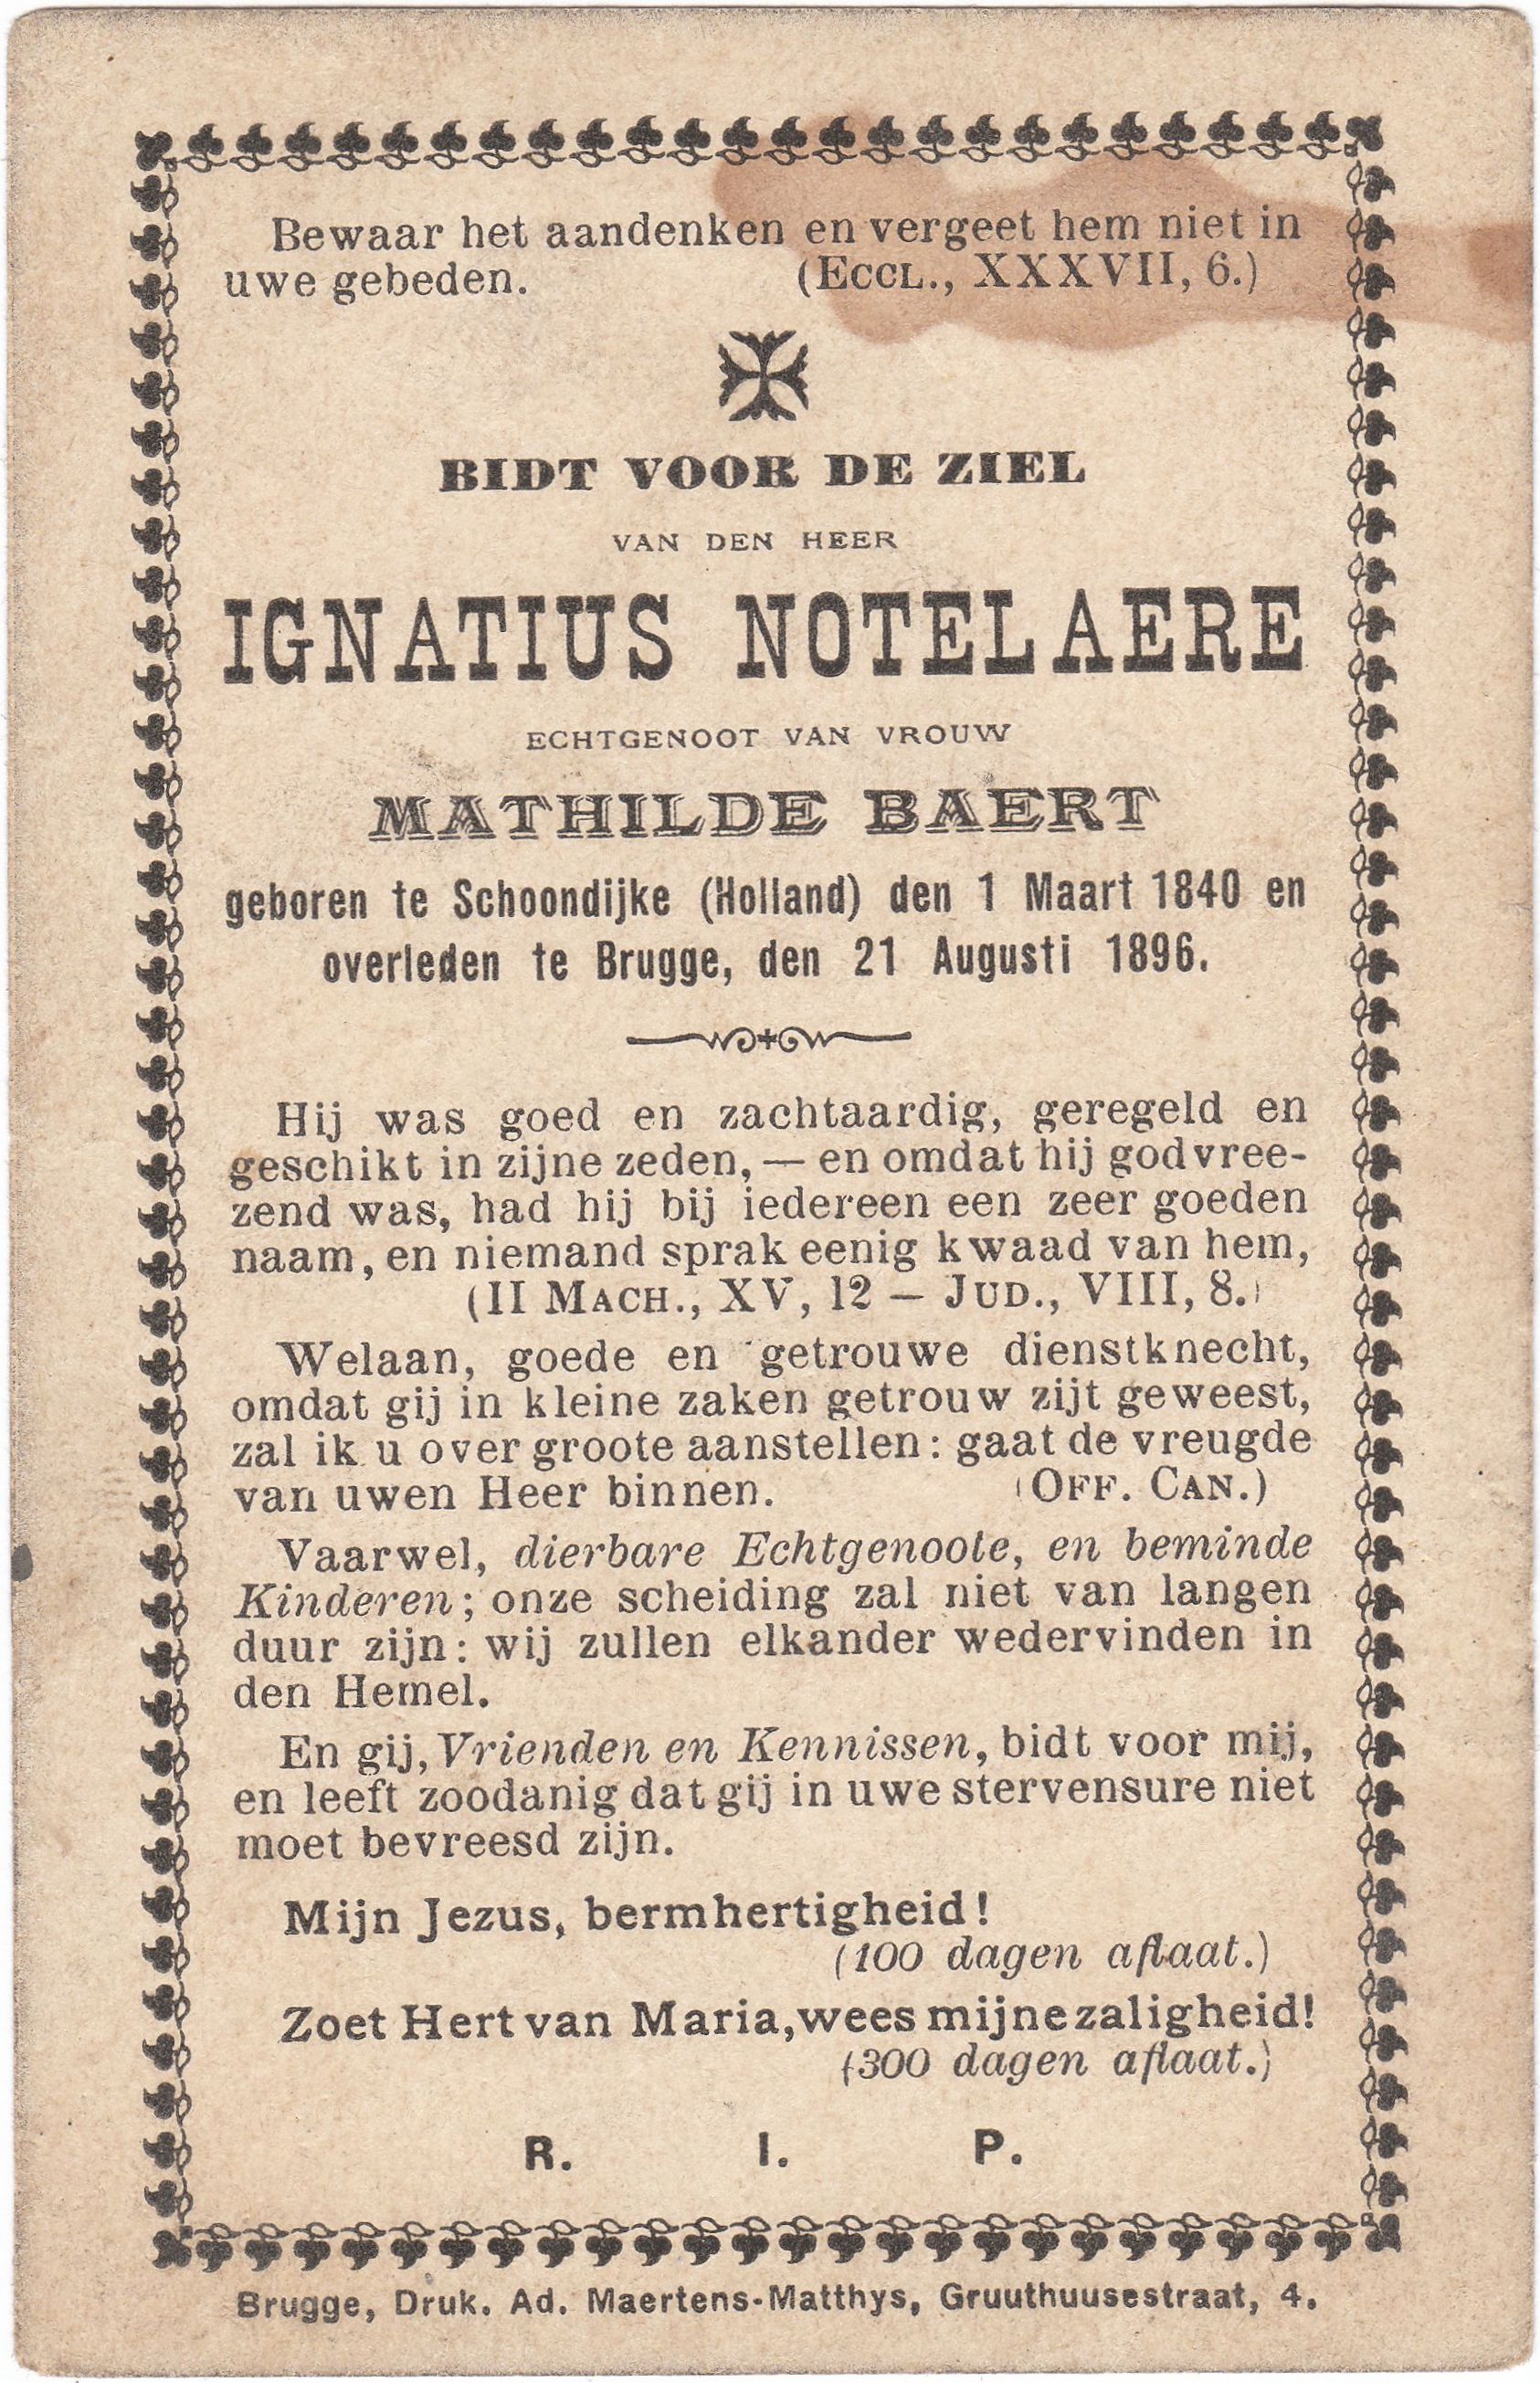 Bewaar het aandenken en vergeet hem niet in
uwe gebeden. (Eccl., XXXVII, 6.)
BIDT VOOR DE ZIEL
VAN DEN HEER
IGNATIUS NOTELAERE
ECHTGENOOT VAN VROUW
MATHILDE BAERT
geboren te Schoondijke (Holland) den 1 Maart 1840 en
overleden te Brugge, den 21 Augusti 1896.
Hij was goed en zachtaardig, geregeld en
geschikt in zijne zeden, — en omdat hij godvree-
zend was, had hij bij iedereen een zeer goeden
naam, en niemand sprak eenig kwaad van hem,
(II Mach., XV, 12 — Jud., VIII, 8.)
Welaan, goede en getrouwe dienstknecht,
omdat gij in kleine zaken getrouw zijt geweest,
zal ik u over groote aanstellen: gaat de vreugde
van uwen Heer binnen. (Off. Can.)
Vaarwel, dierbare Echtgenoote, en beminde
Kinderen; onze scheiding zal niet van langen
duur zijn: wij zullen elkander wedervinden in
den Hemel.
En gij, Vrienden en Kennissen, bidt voor mij,
en leeft zoodanig dat gij in uwe stervensure niet
moet bevreesd zijn.
Mijn Jezus, bermhertigheid!
(100 dagen aflaat.)
Zoet Hert van Maria, wees mijne zaligheid!
(300 dagen aflaat.)
R. I. P.
Brugge, Druk. Ad. Maertens-Matthys, Gruuthuusestraat, 4.